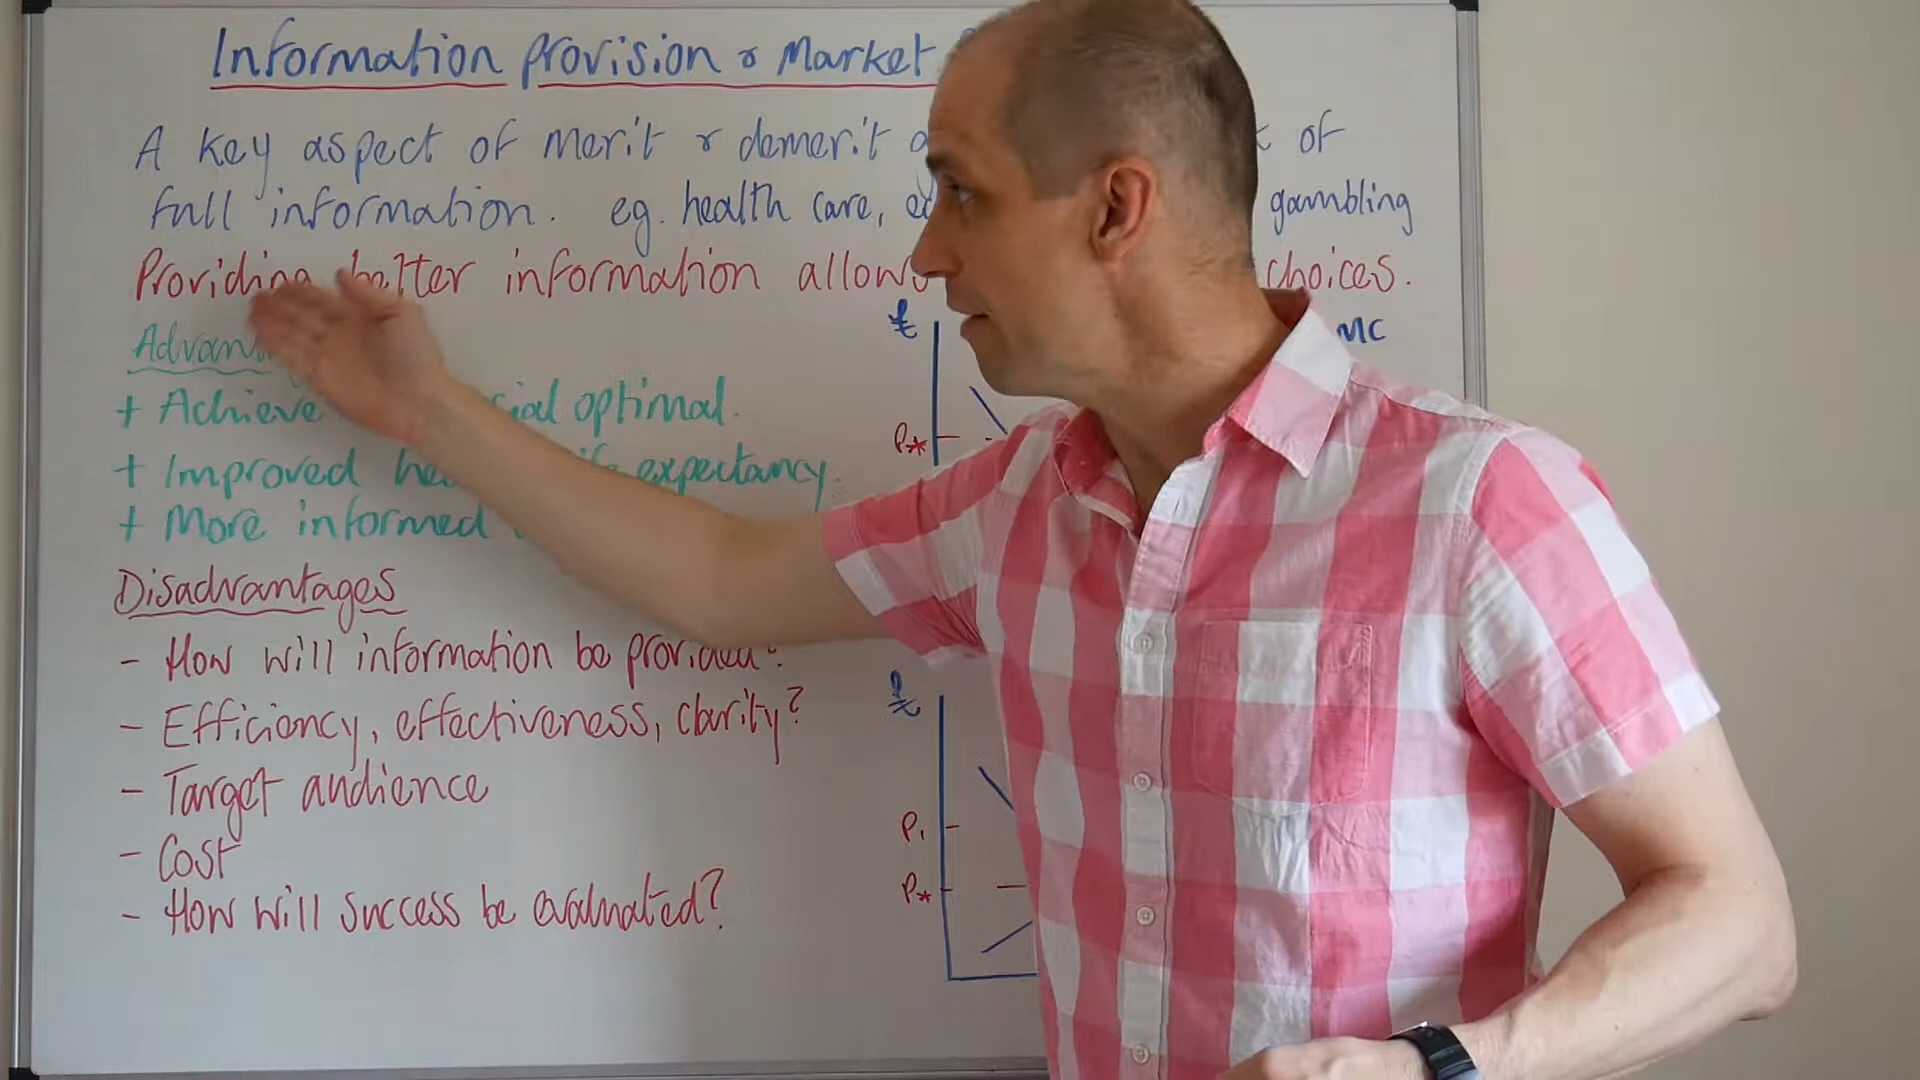 Information provision & Market
A key aspect of merit & demerit of
full information. eg. health care, gambling
Providing better information allows choices.
£
MC
Advan
+ Achieve optimal.
P*
+ Improved expectancy.
+ More informed
Disadvantages
- How will information be provided?
£
- Efficiency, effectiveness, clarity?
- Target audience
P1
- Cost
P*
- How will success be evaluated?